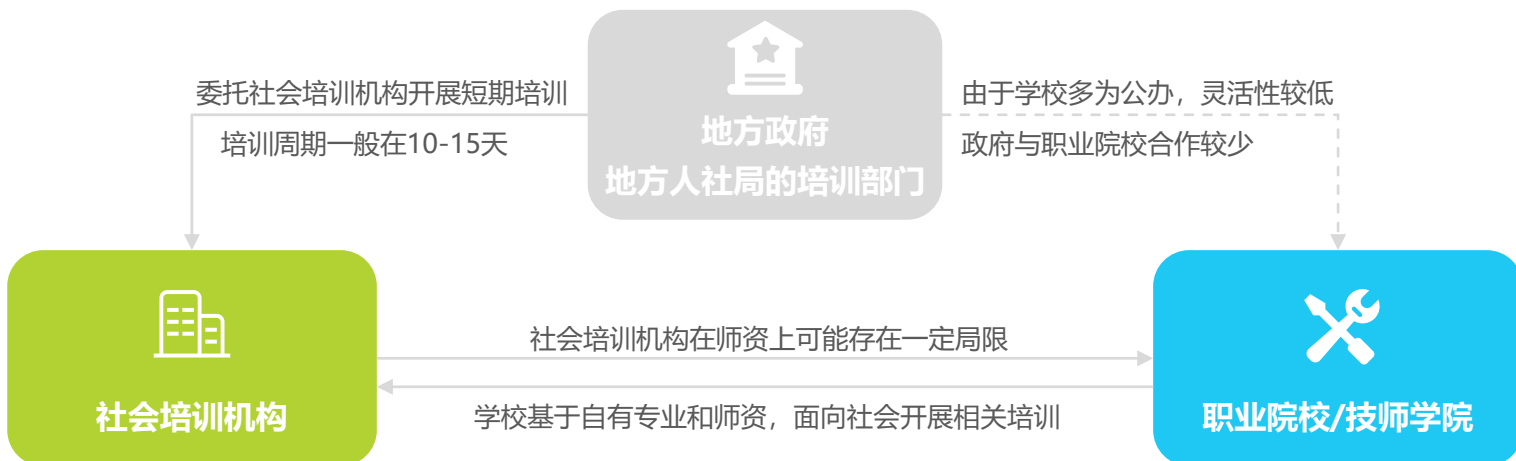 委托社会培训机构开展短期培训
培训周期一般在10-15天
地方政府
地方人社局的培训部门
由于学校多为公办，灵活性较低
政府与职业院校合作较少
社会培训机构
社会培训机构在师资上可能存在一定局限
学校基于自有专业和师资，面向社会开展相关培训
职业院校/技师学院